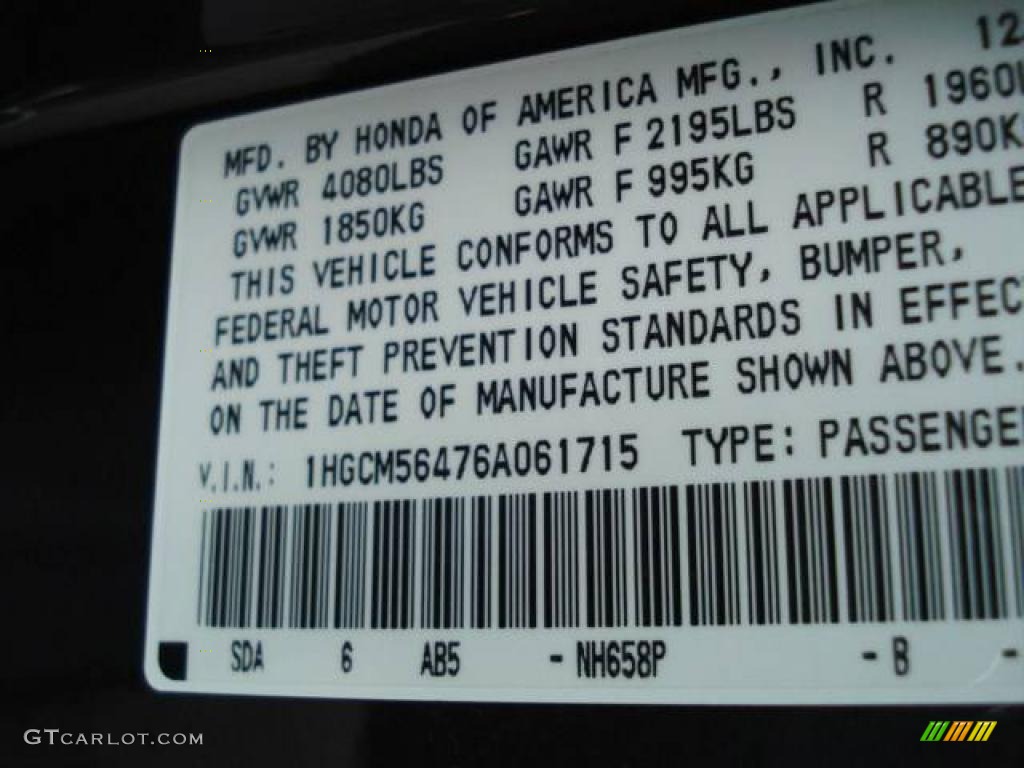 12
MFD. BY HONDA OF AMERICA MFG., INC.
GVWR 4080LBS GAWR F 2195LBS R 1960
GVWR 1850KG GAWR F 995KG R 890K
THIS VEHICLE CONFORMS TO ALL APPLICABLE
FEDERAL MOTOR VEHICLE SAFETY, BUMPER,
AND THEFT PREVENTION STANDARDS IN EFFEC
ON THE DATE OF MANUFACTURE SHOWN ABOVE.
V.I.N.: 1HGCM56476A061715 TYPE: PASSENGE
SDA 6 AB5 - NH658P - B -
GTCARLOT.COM